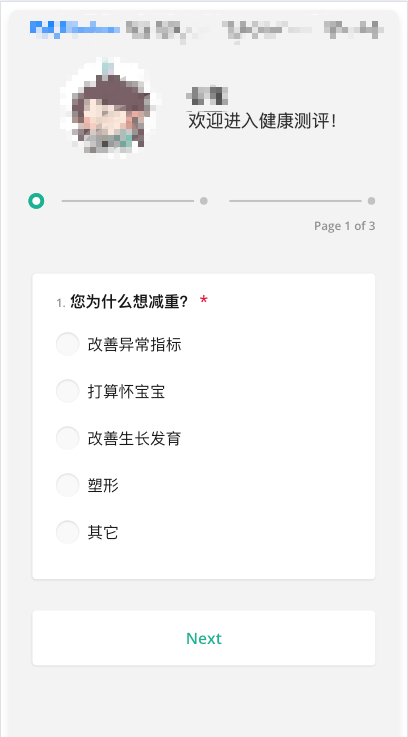 欢迎进入健康测评!
Page 1 of 3
1. 您为什么想减重? *
改善异常指标
打算怀宝宝
改善生长发育
塑形
其它
Next